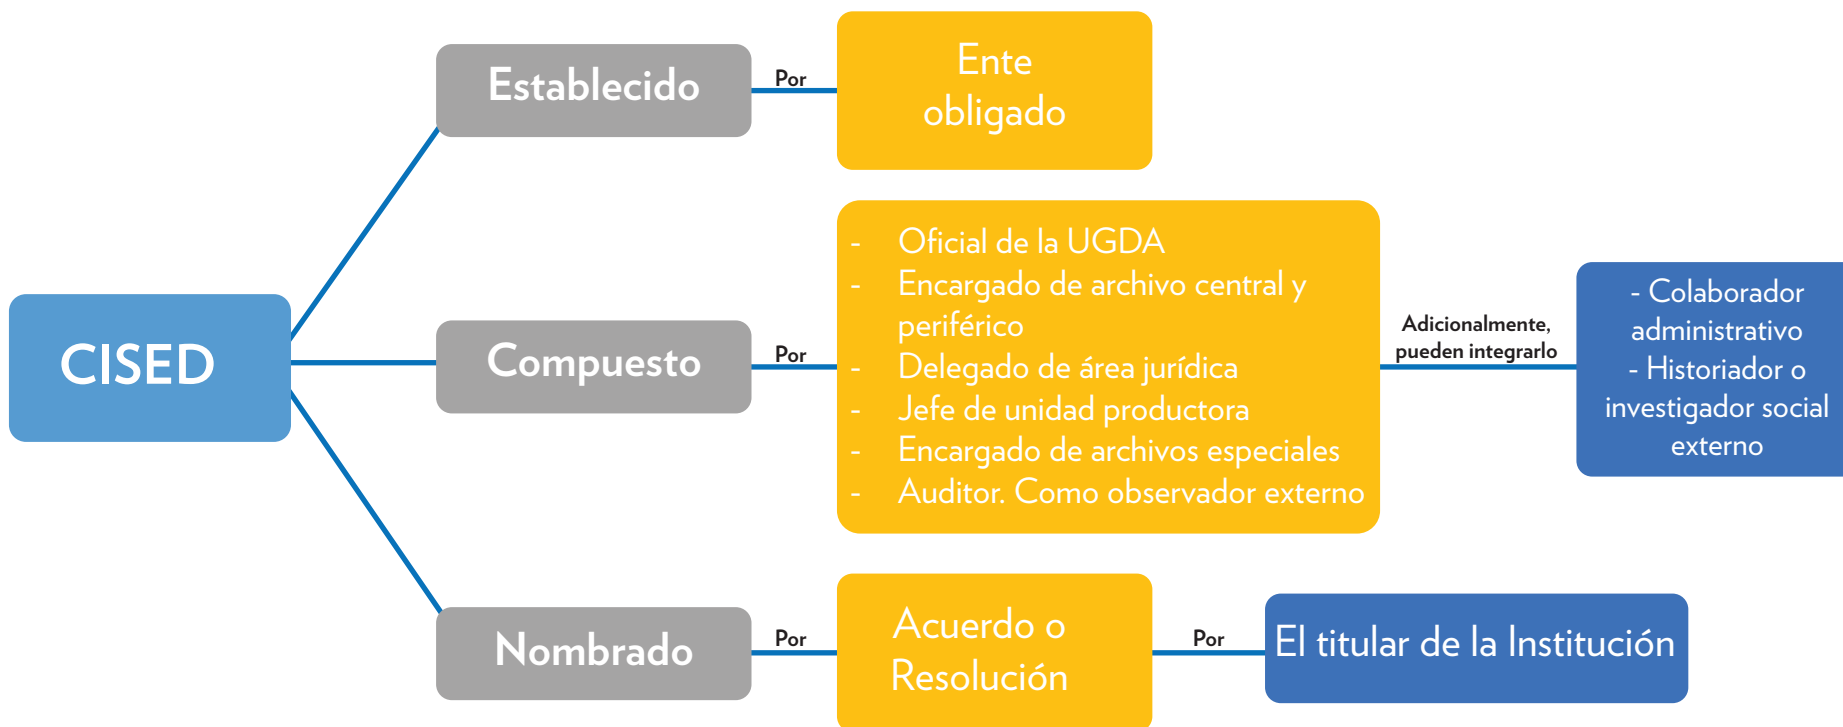 CISED
Establecido
Por
Ente
obligado
Compuesto
Por
- Oficial de la UGDA
- Encargado de archivo central y
periférico
- Delegado de área jurídica
- Jefe de unidad productora
- Encargado de archivos especiales
- Auditor. Como observador externo
Adicionalmente,
pueden integrarlo
- Colaborador
administrativo
- Historiador o
investigador social
externo
Nombrado
Por
Acuerdo o
Resolución
Por
El titular de la Institución